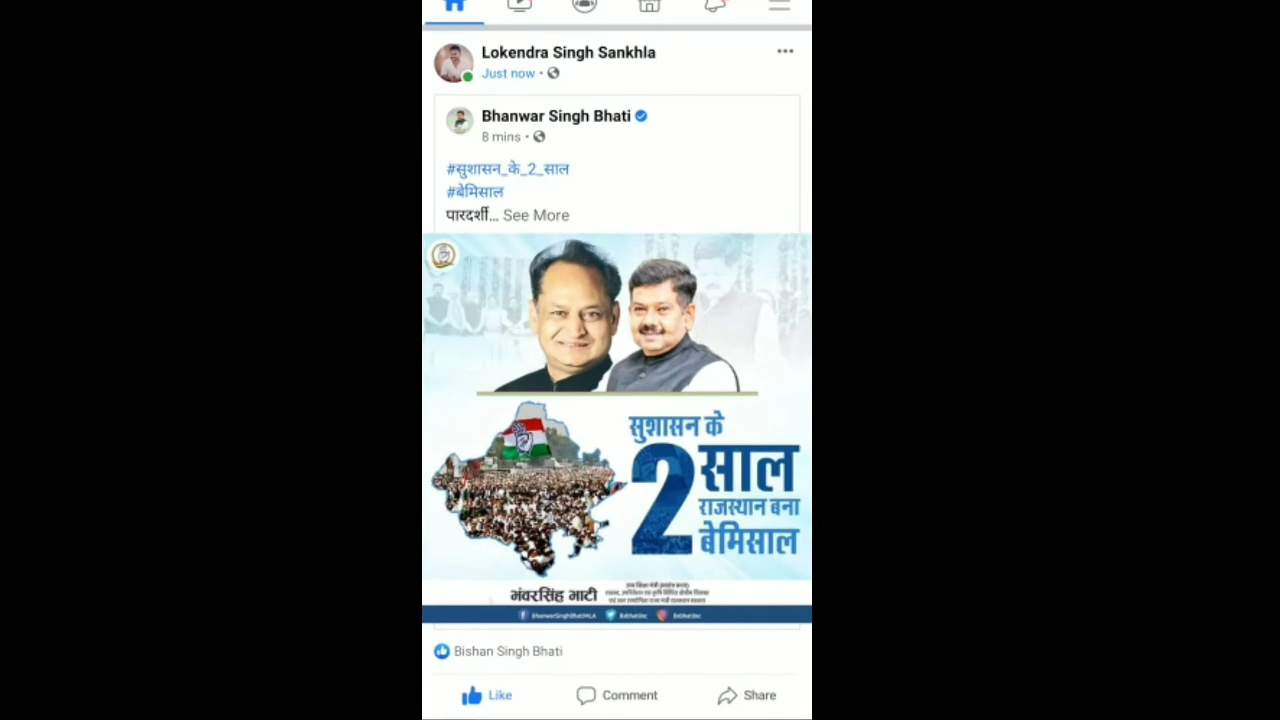 Lokendra Singh Sankhla
Just now
Bhanwar Singh Bhati
8 mins
#सुशासन_के_2_साल
#बेमिसाल
पारदर्शी... See More
सुशासन के
2 साल
राजस्थान बना
बेमिसाल
भंवरसिंह भाटी
BhanwarSinghBhatiMLA
Bishan Singh Bhati
Like Comment Share